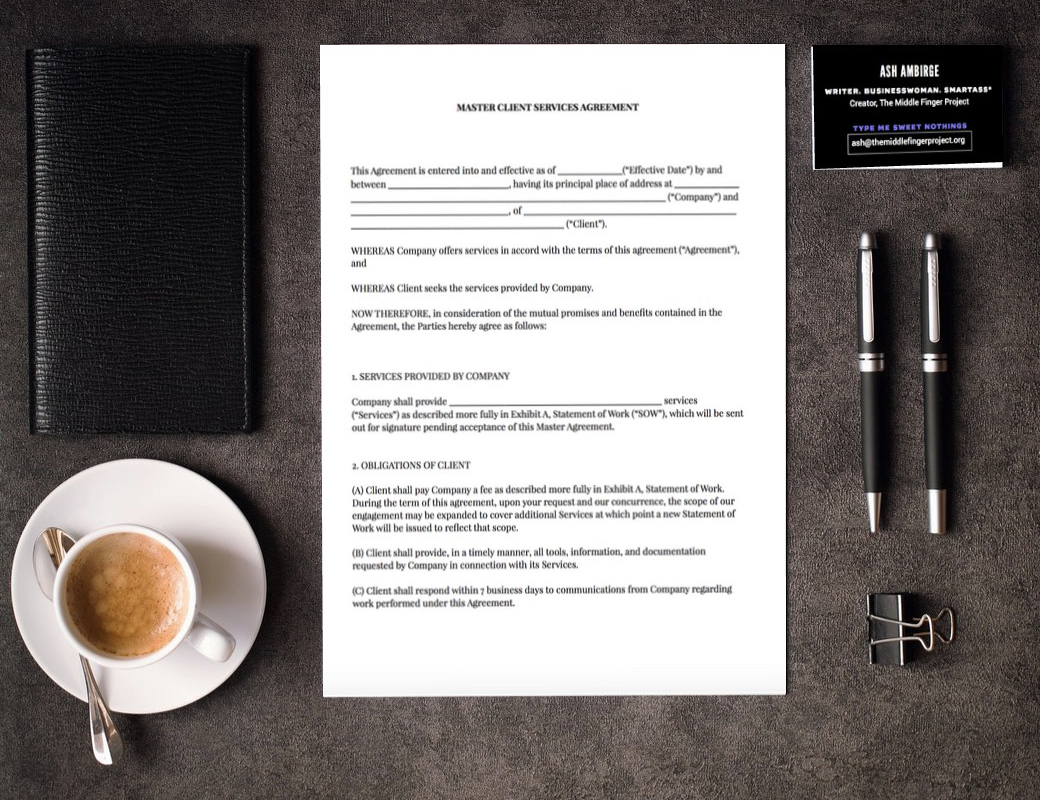 MASTER CLIENT SERVICES AGREEMENT
This Agreement is entered into and effective as of ____________("Effective Date") by and
between ______________________, having its principal place of address at ____________
__________________________________________________________ ("Company") and
_____________________________, of _______________________________________
_______________________________________ ("Client").
WHEREAS Company offers services in accord with the terms of this agreement ("Agreement"),
and
WHEREAS Client seeks the services provided by Company.
NOW THEREFORE, in consideration of the mutual promises and benefits contained in the
Agreement, the Parties hereby agree as follows:
1. SERVICES PROVIDED BY COMPANY
Company shall provide _______________________________________ services
("Services") as described more fully in Exhibit A, Statement of Work ("SOW"), which will be sent
out for signature pending acceptance of this Master Agreement.
2. OBLIGATIONS OF CLIENT
(A) Client shall pay Company a fee as described more fully in Exhibit A, Statement of Work.
During the term of this agreement, upon your request and our concurrence, the scope of our
engagement may be expanded to cover additional Services at which point a new Statement of
Work will be issued to reflect that scope.
(B) Client shall provide, in a timely manner, all tools, information, and documentation
requested by Company in connection with its Services.
(C) Client shall respond within 7 business days to communications from Company regarding
work performed under this Agreement.
ASH AMBIRGE
WRITER. BUSINESSWOMAN. SMARTASS®
Creator, The Middle Finger Project
TYPE ME SWEET NOTHINGS
ash@themiddlefingerproject.org